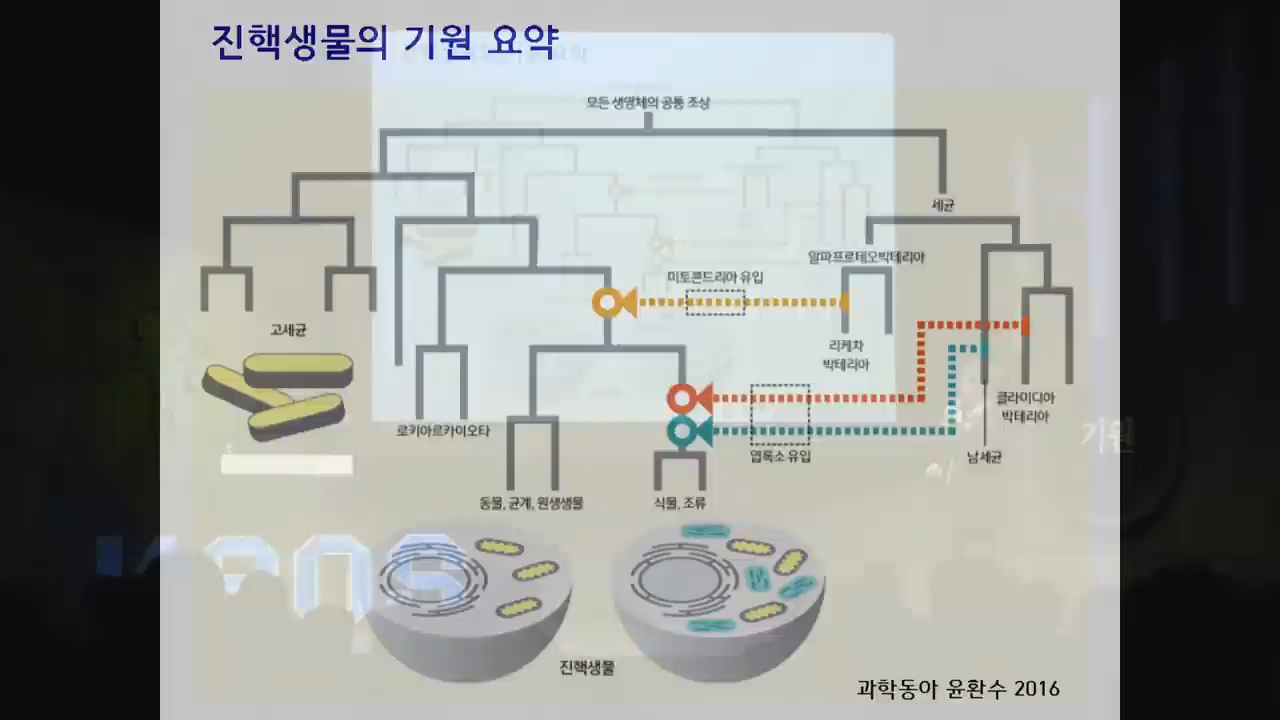 진핵생물의 기원 요약
모든 생명체의 공통 조상
세균
알파프로테오박테리아
미토콘드리아 유입
고세균
리케차
박테리아
클라미디아
박테리아
로키아르카이오타
엽록소 유입
남세균
기원
동물, 균계, 원생생물
식물, 조류
진핵생물
과학동아 윤환수 2016